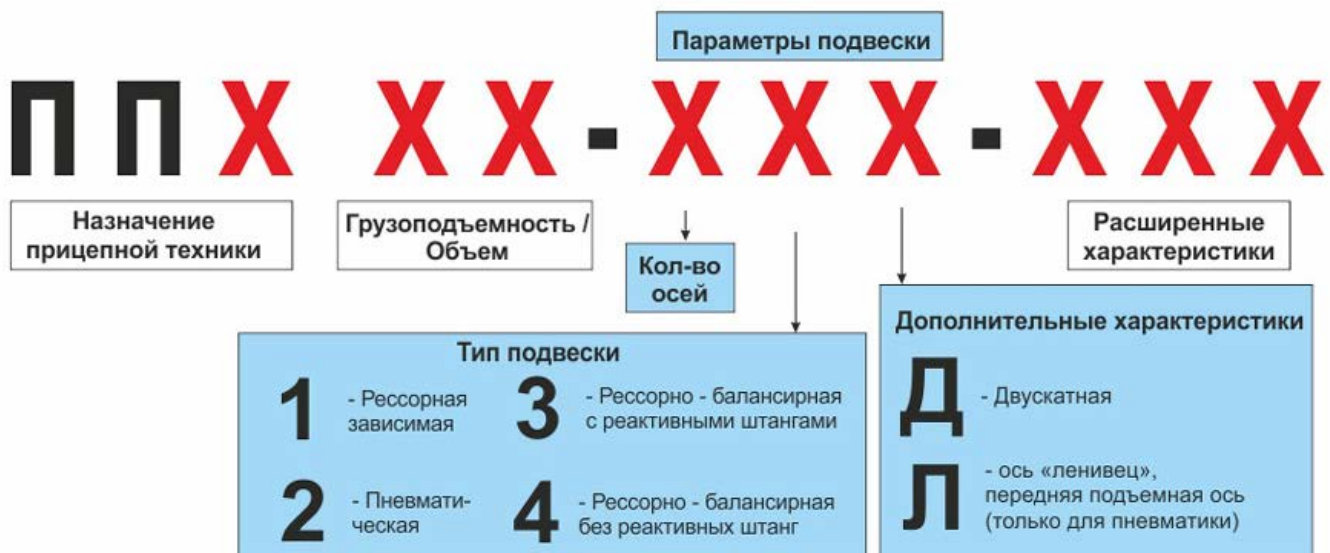 Параметры подвески
ППХ ХХ-ХХХ-ХХХ
Назначение
прицепной техники
Грузоподъемность /
Объем
Кол-во
осей
Расширенные
характеристики
Тип подвески
1 - Рессорная
зависимая
3 - Рессорно - балансирная
с реактивными штангами
2 - Пневмати-
ческая
4 - Рессорно - балансирная
без реактивных штанг
Дополнительные характеристики
Д - Двускатная
Л - ось «ленивец»,
передняя подъемная ось
(только для пневматики)